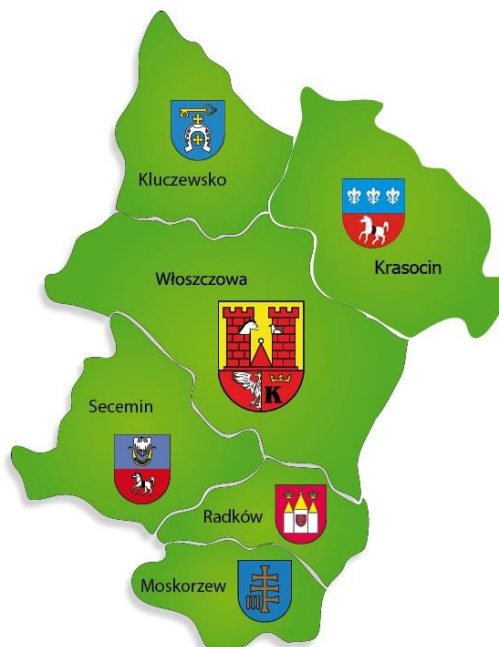 Kluczewsko
Krasocin
Włoszczowa
K
Secemin
Radków
Moskorzew